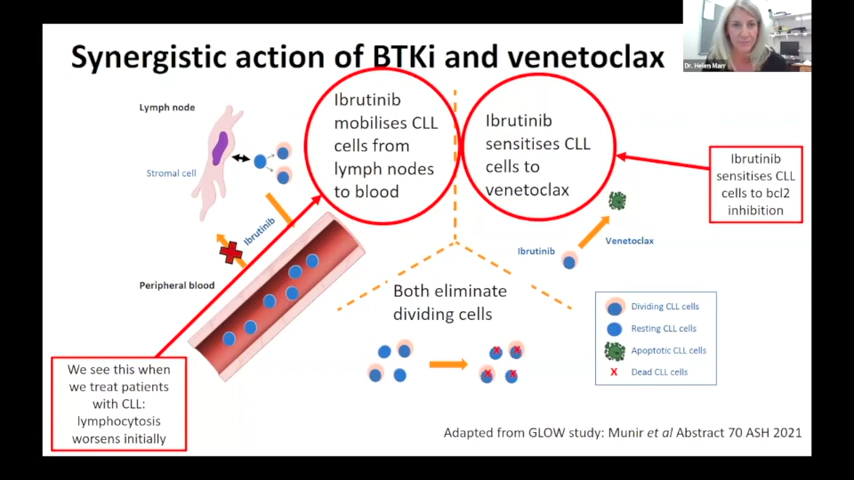 Synergistic action of BTKi and venetoclax
Dr. Helen Marr
Lymph node
Stromal cell
Ibrutinib
mobilises CLL
cells from
lymph nodes
to blood
Ibrutinib
sensitises CLL
cells to
venetoclax
Ibrutinib
sensitises CLL
cells to bcl2
inhibition
Ibrutinib
Peripheral blood
Ibrutinib
Venetoclax
Both eliminate
dividing cells
Dividing CLL cells
Resting CLL cells
Apoptotic CLL cells
X Dead CLL cells
We see this when
we treat patients
with CLL:
lymphocytosis
worsens initially
Adapted from GLOW study: Munir et al Abstract 70 ASH 2021